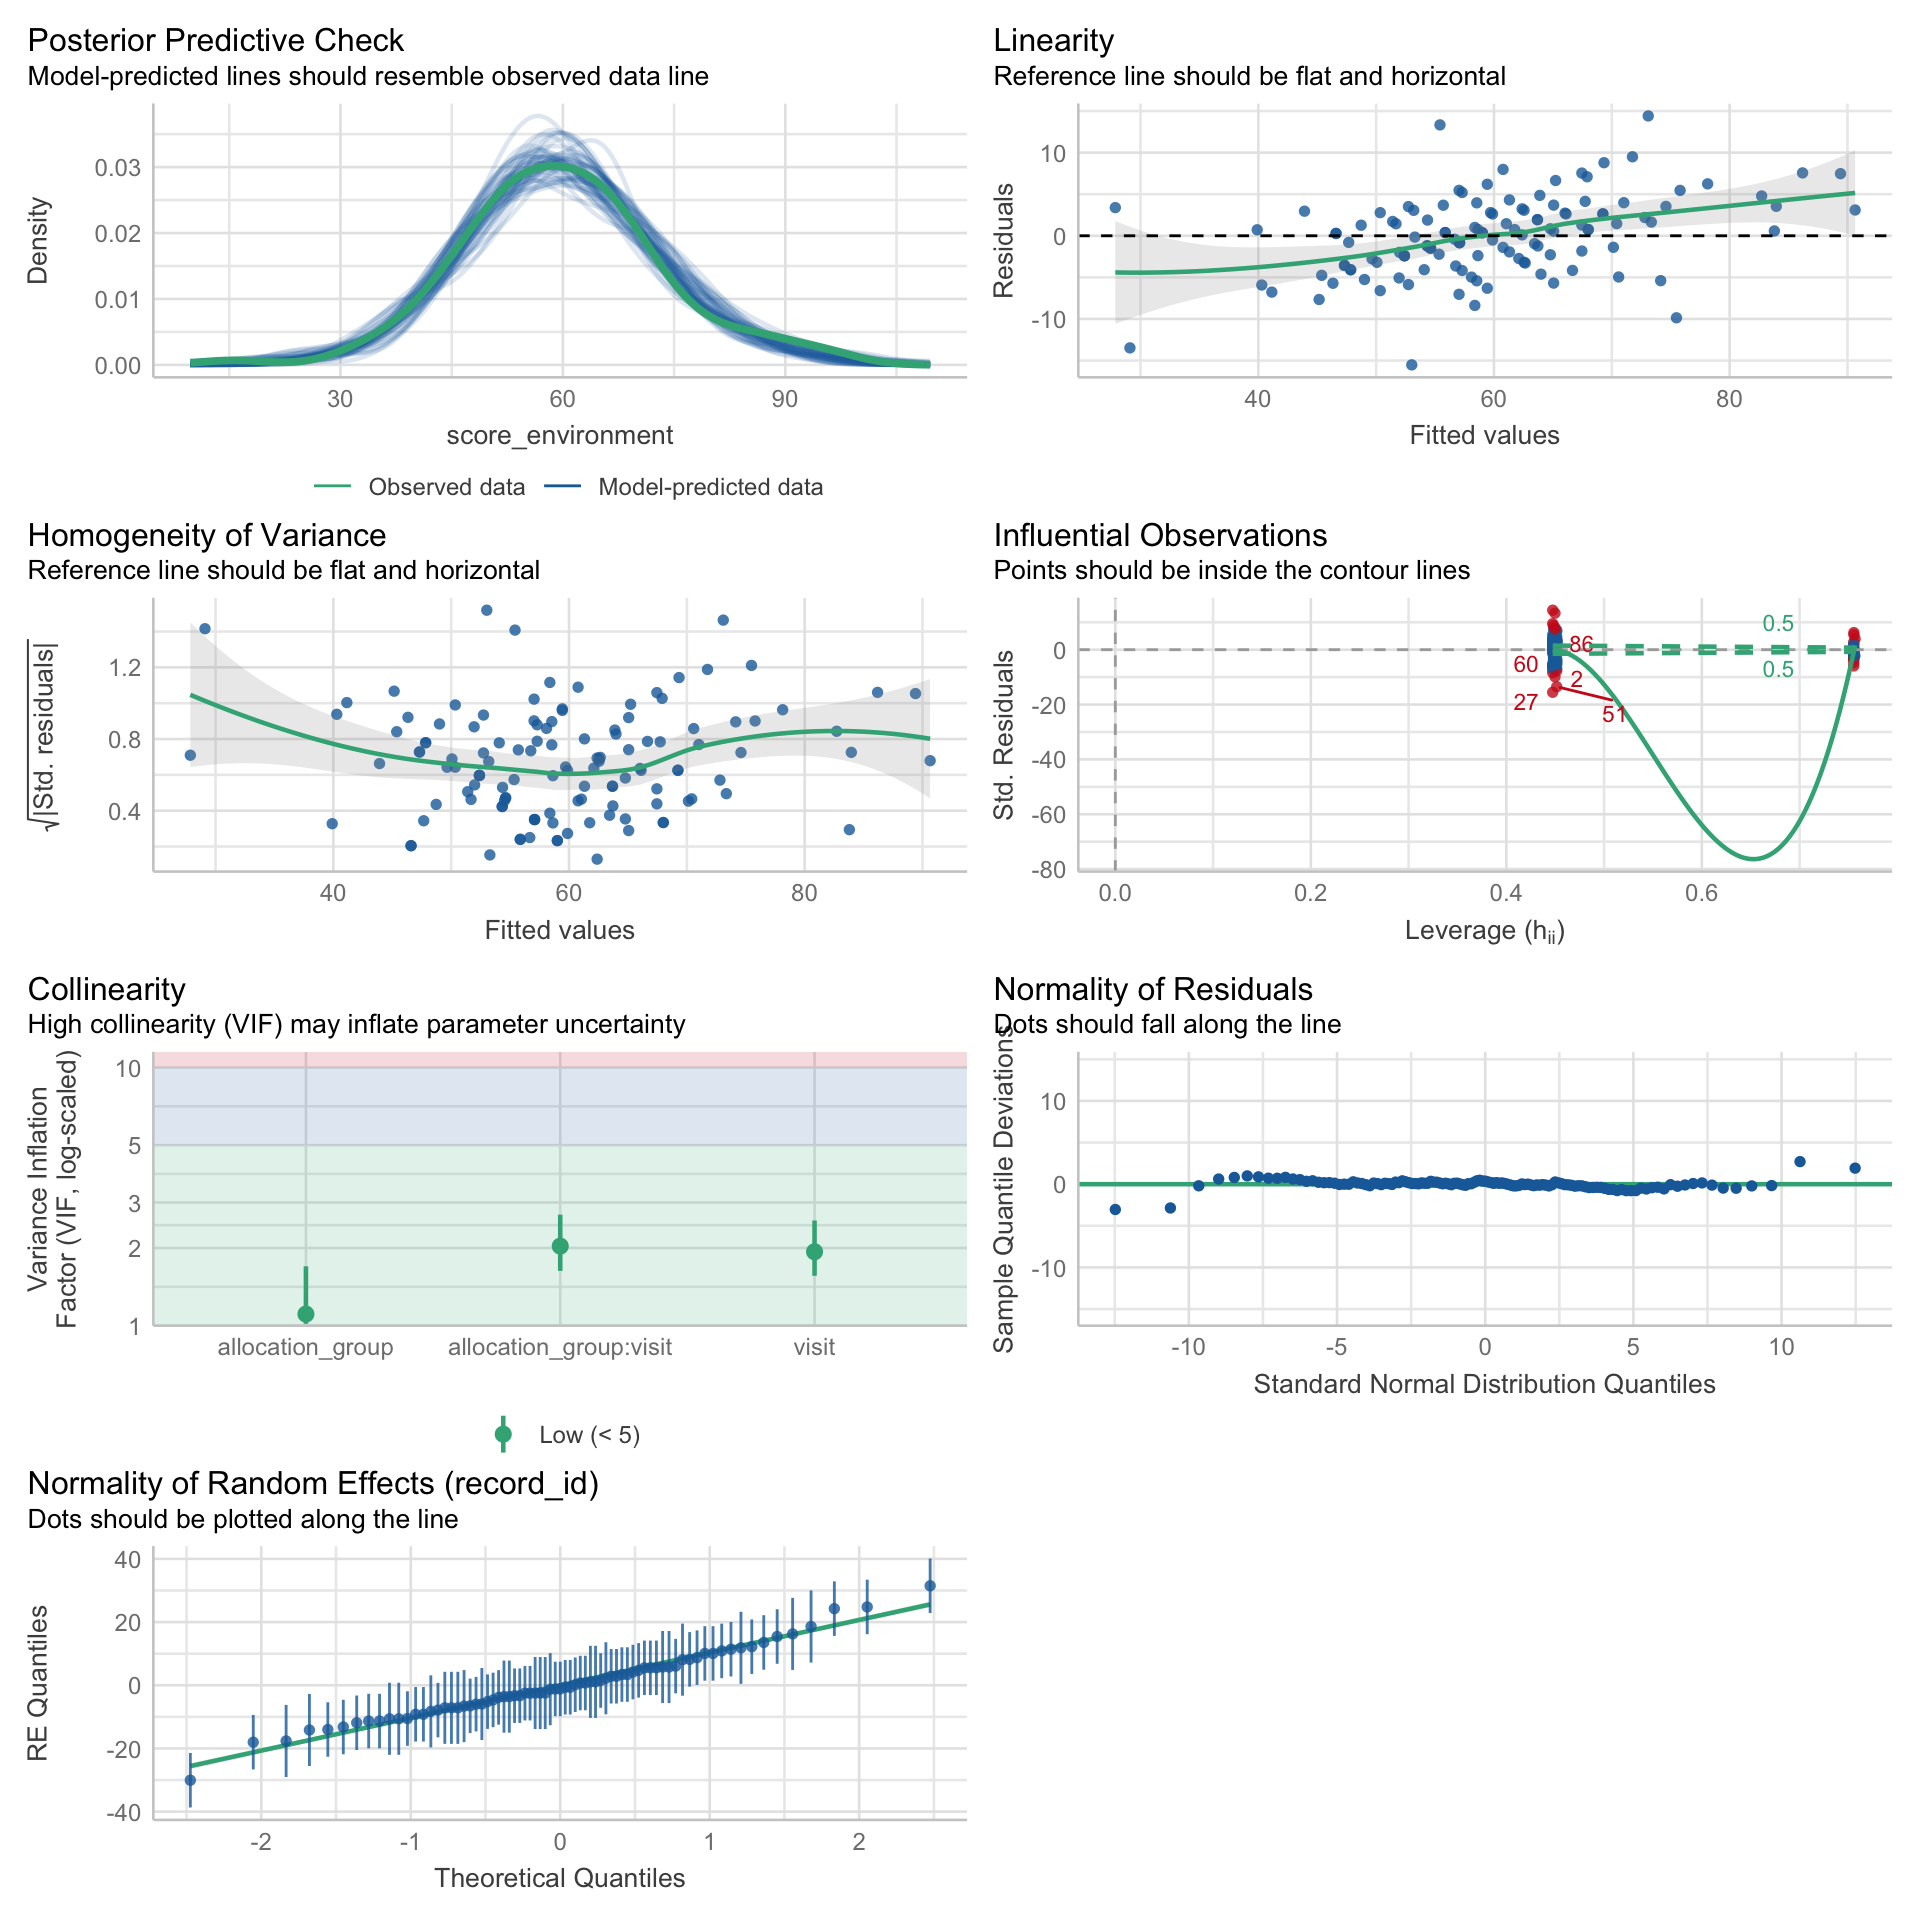 Posterior Predictive Check
Model-predicted lines should resemble observed data line
Density
0.03
0.02
0.01
0.00
30
60
90
score_environment
Observed data
Model-predicted data
Linearity
Reference line should be flat and horizontal
Residuals
10
0
-10
40
60
80
Fitted values
Homogeneity of Variance
Reference line should be flat and horizontal
√|Std. residuals|
1.2
0.8
0.4
40
60
80
Fitted values
Influential Observations
Points should be inside the contour lines
Std. Residuals
0
-20
-40
-60
-80
86
60
2
27
51
0.5
0.5
0.0
0.2
0.4
0.6
Leverage (hii)
Collinearity
High collinearity (VIF) may inflate parameter uncertainty
Variance Inflation
Factor (VIF, log-scaled)
10
5
3
2
1
allocation_group
allocation_group:visit
visit
Low (< 5)
Normality of Residuals
Dots should fall along the line
Sample Quantile Deviations
10
0
-10
-10
-5
0
5
10
Standard Normal Distribution Quantiles
Normality of Random Effects (record_id)
Dots should be plotted along the line
RE Quantiles
40
20
0
-20
-40
-2
-1
0
1
2
Theoretical Quantiles